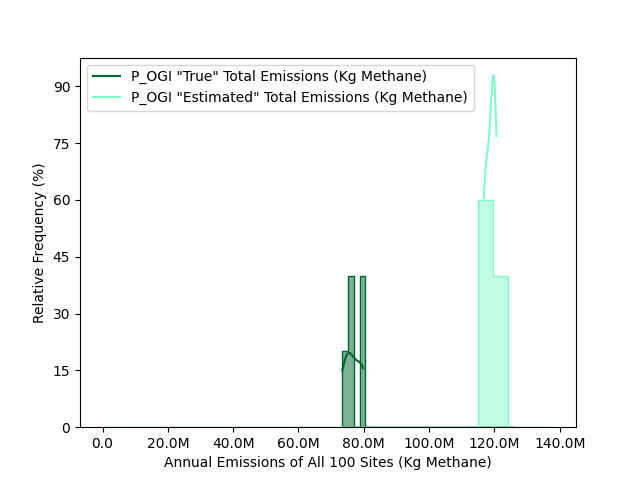 P_OGI "True" Total Emissions (Kg Methane)
P_OGI "Estimated" Total Emissions (Kg Methane)
90
75
60
45
30
15
0
Relative Frequency (%)
0.0 20.0M 40.0M 60.0M 80.0M 100.0M 120.0M 140.0M
Annual Emissions of All 100 Sites (Kg Methane)